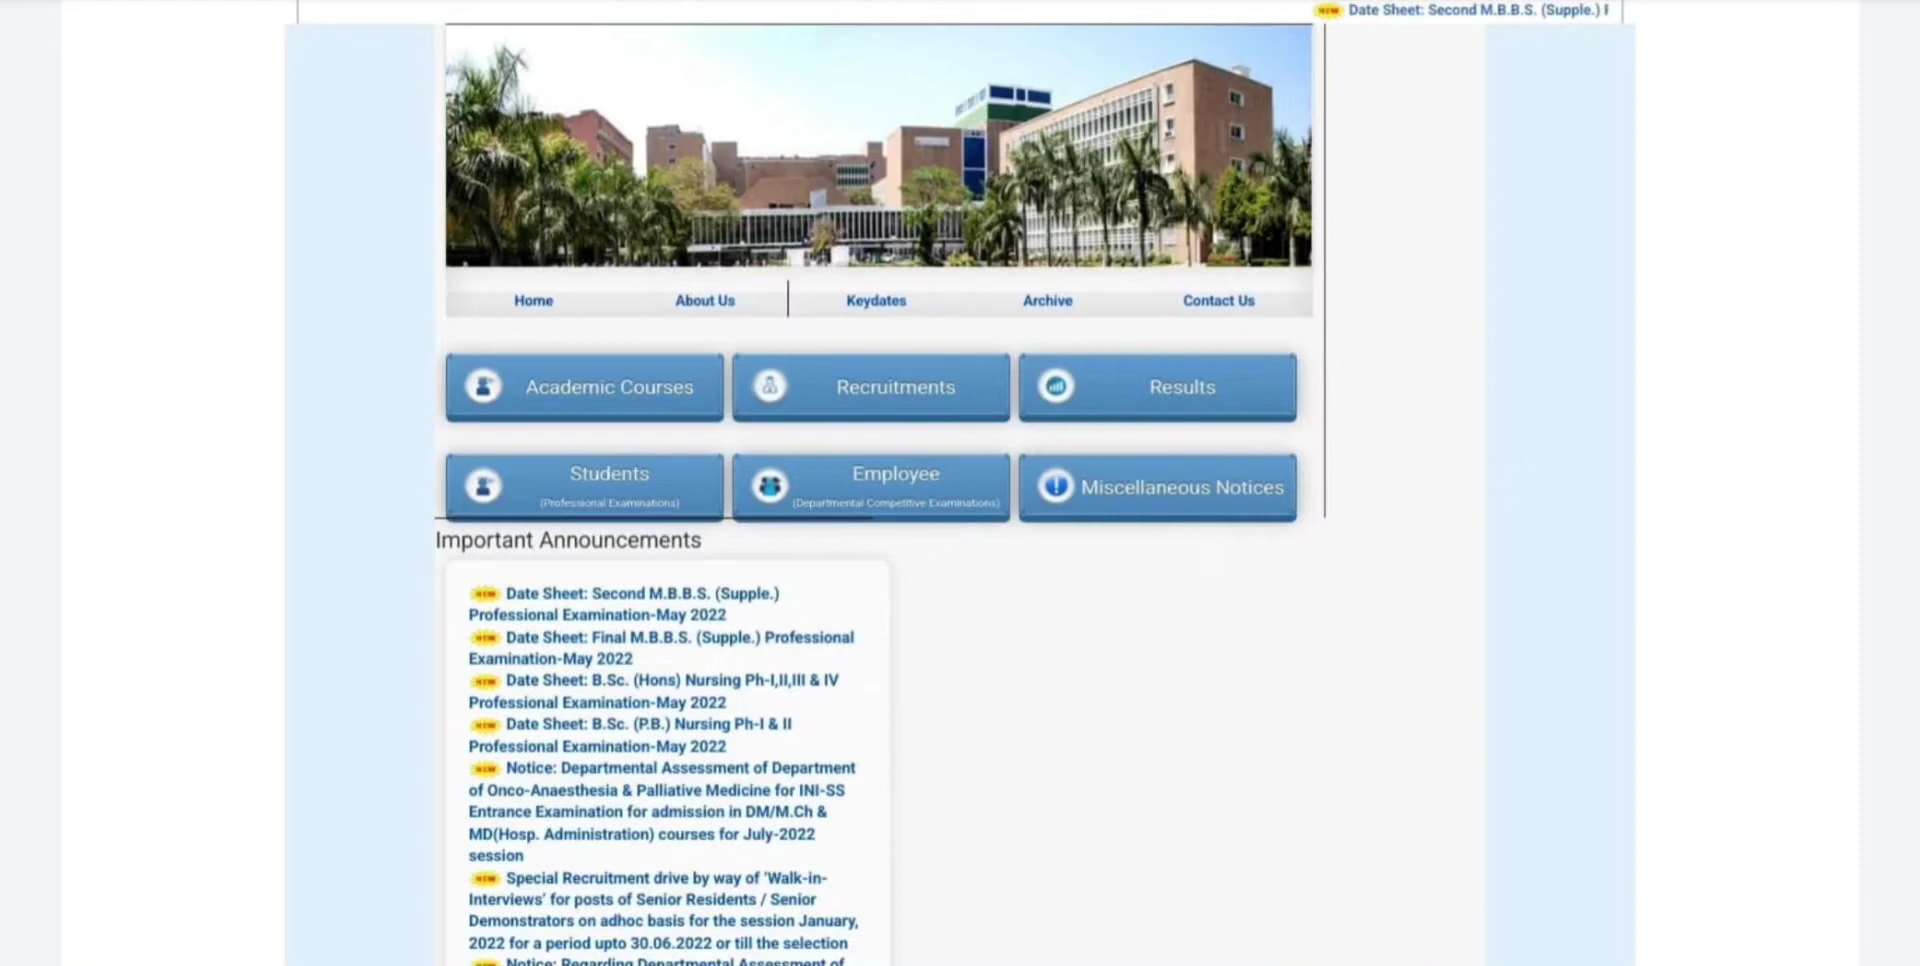 NEW Date Sheet: Second M.B.B.S. (Supple.)
Home About Us Keydates Archive Contact Us
Academic Courses Recruitments Results
Students Employee Miscellaneous Notices
(Professional Examinations) (Departmental Competitive Examinations)
Important Announcements
NEW Date Sheet: Second M.B.B.S. (Supple.)
Professional Examination-May 2022
NEW Date Sheet: Final M.B.B.S. (Supple.) Professional
Examination-May 2022
NEW Date Sheet: B.Sc. (Hons) Nursing Ph-I,II,III & IV
Professional Examination-May 2022
NEW Date Sheet: B.Sc. (P.B.) Nursing Ph-I & II
Professional Examination-May 2022
NEW Notice: Departmental Assessment of Department
of Onco-Anaesthesia & Palliative Medicine for INI-SS
Entrance Examination for admission in DM/M.Ch &
MD(Hosp. Administration) courses for July-2022
session
NEW Special Recruitment drive by way of 'Walk-in-
Interviews' for posts of Senior Residents / Senior
Demonstrators on adhoc basis for the session January,
2022 for a period upto 30.06.2022 or till the selection
NEW Notice: Regarding Departmental Assessment of